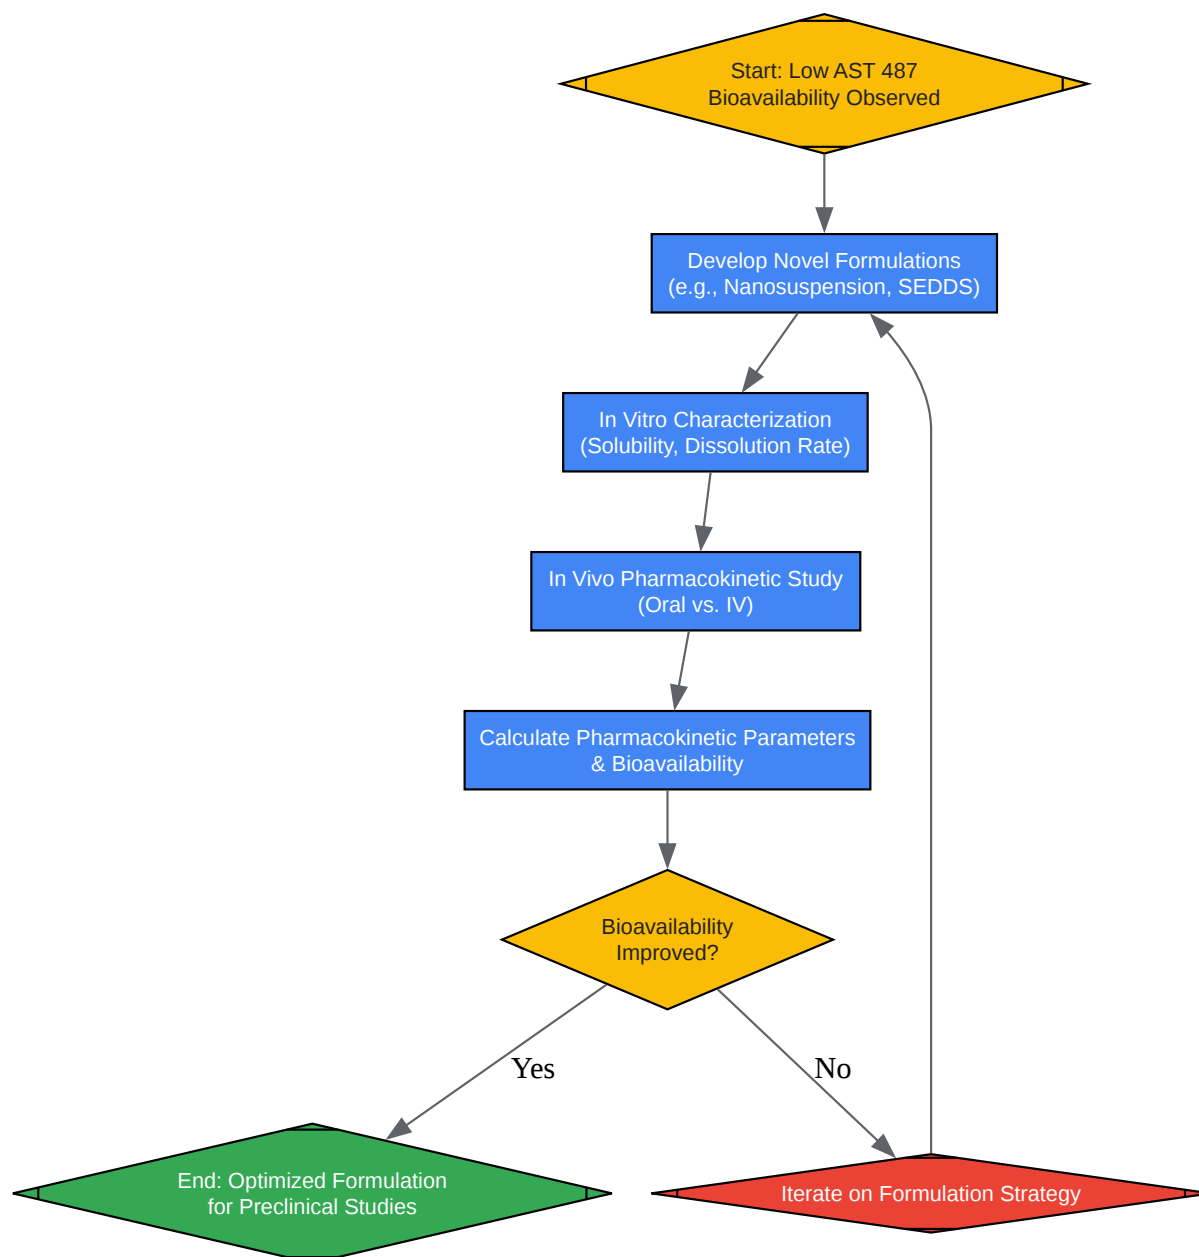 Start: Low AST 487
Bioavailability Observed
Develop Novel Formulations
(e.g., Nanosuspension, SEDDS)
In Vitro Characterization
(Solubility, Dissolution Rate)
In Vivo Pharmacokinetic Study
(Oral vs. IV)
Calculate Pharmacokinetic Parameters
& Bioavailability
Bioavailability
Improved?
Yes
No
End: Optimized Formulation
for Preclinical Studies
Iterate on Formulation Strategy